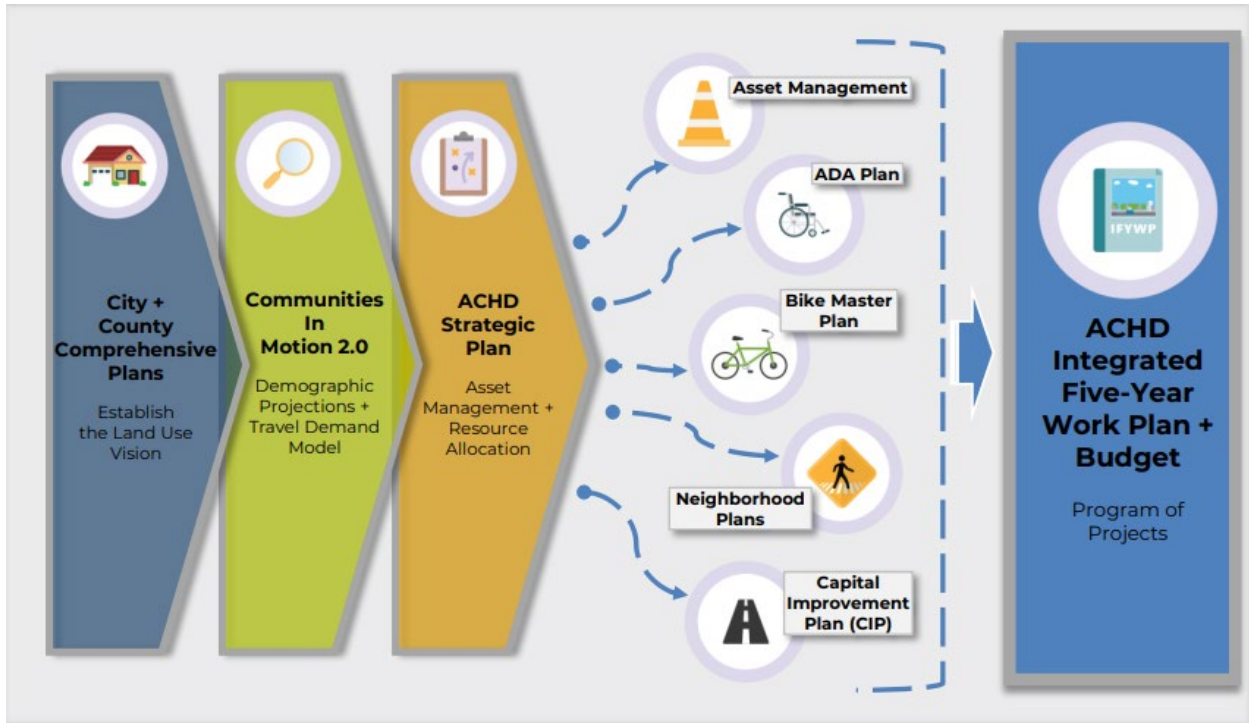 City +
County
Comprehensive
Plans
Establish
the Land Use
Vision
Communities
In
Motion 2.0
Demographic
Projections +
Travel Demand
Model
ACHD
Strategic
Plan
Asset
Management +
Resource
Allocation
Asset Management
ADA Plan
Bike Master
Plan
Neighborhood
Plans
Capital
Improvement
Plan (CIP)
IFYWP
ACHD
Integrated
Five-Year
Work Plan +
Budget
Program of
Projects